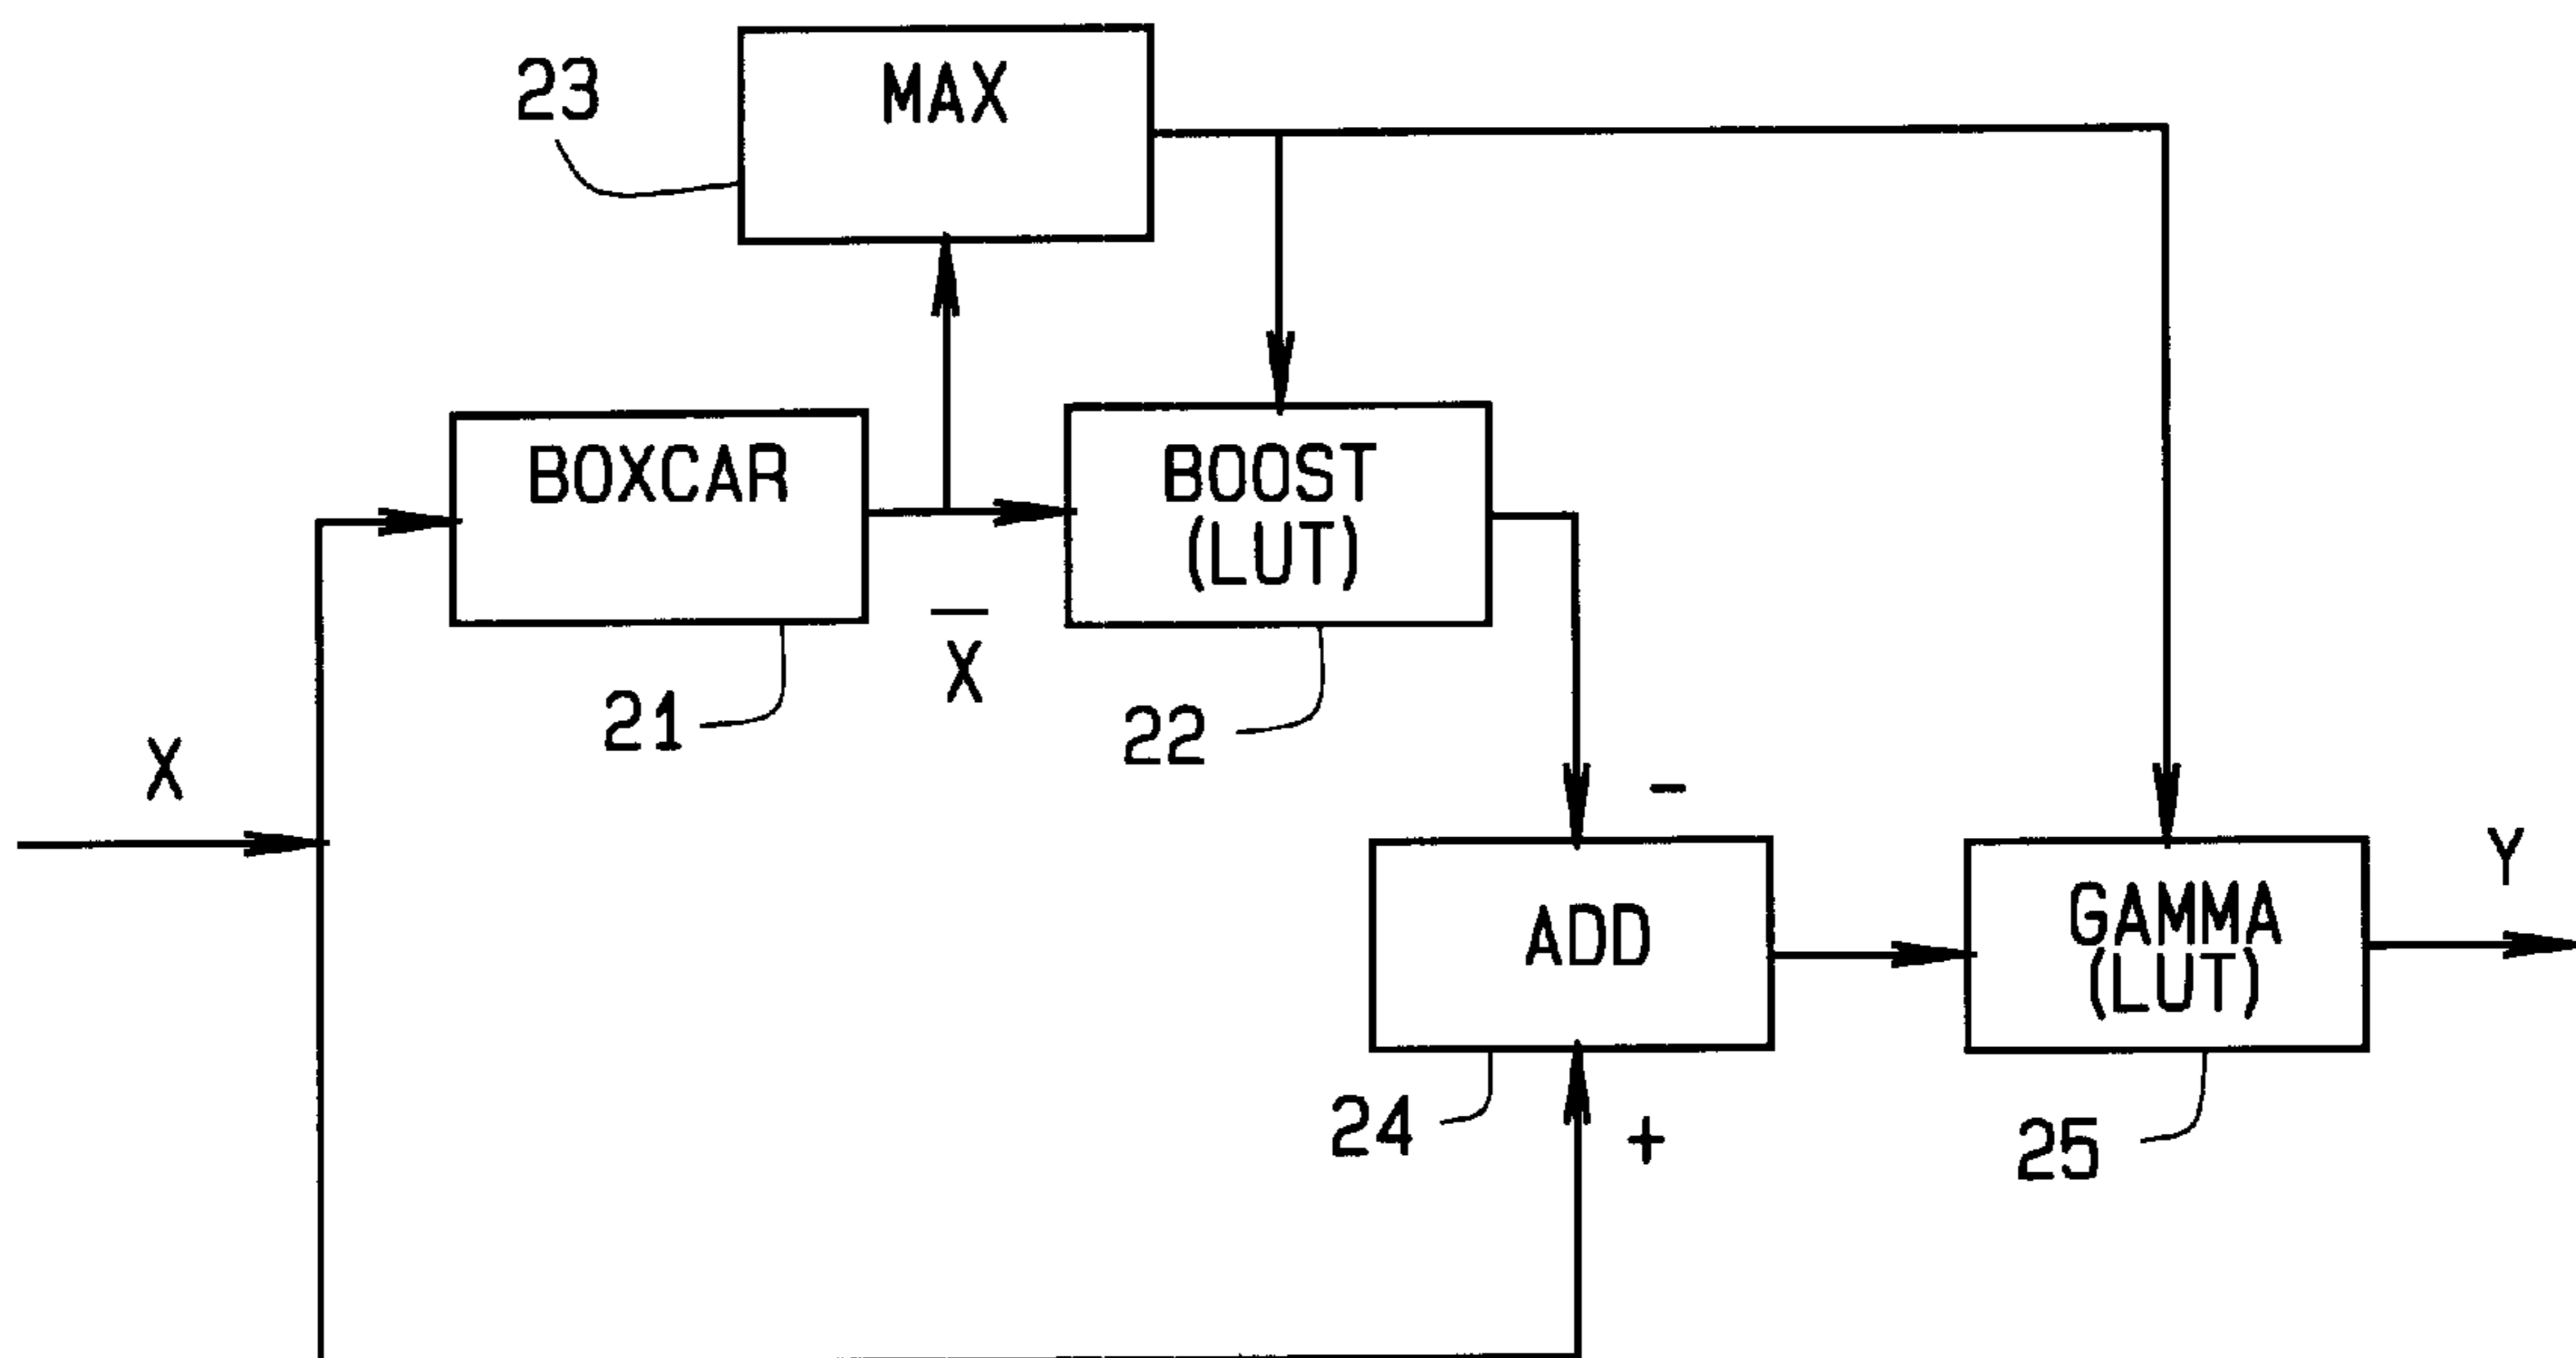 MAX
23
BOXCAR
BOOST
(LUT)
X̅
21
22
X
-
Y
ADD
GAMMA
(LUT)
24
+
25